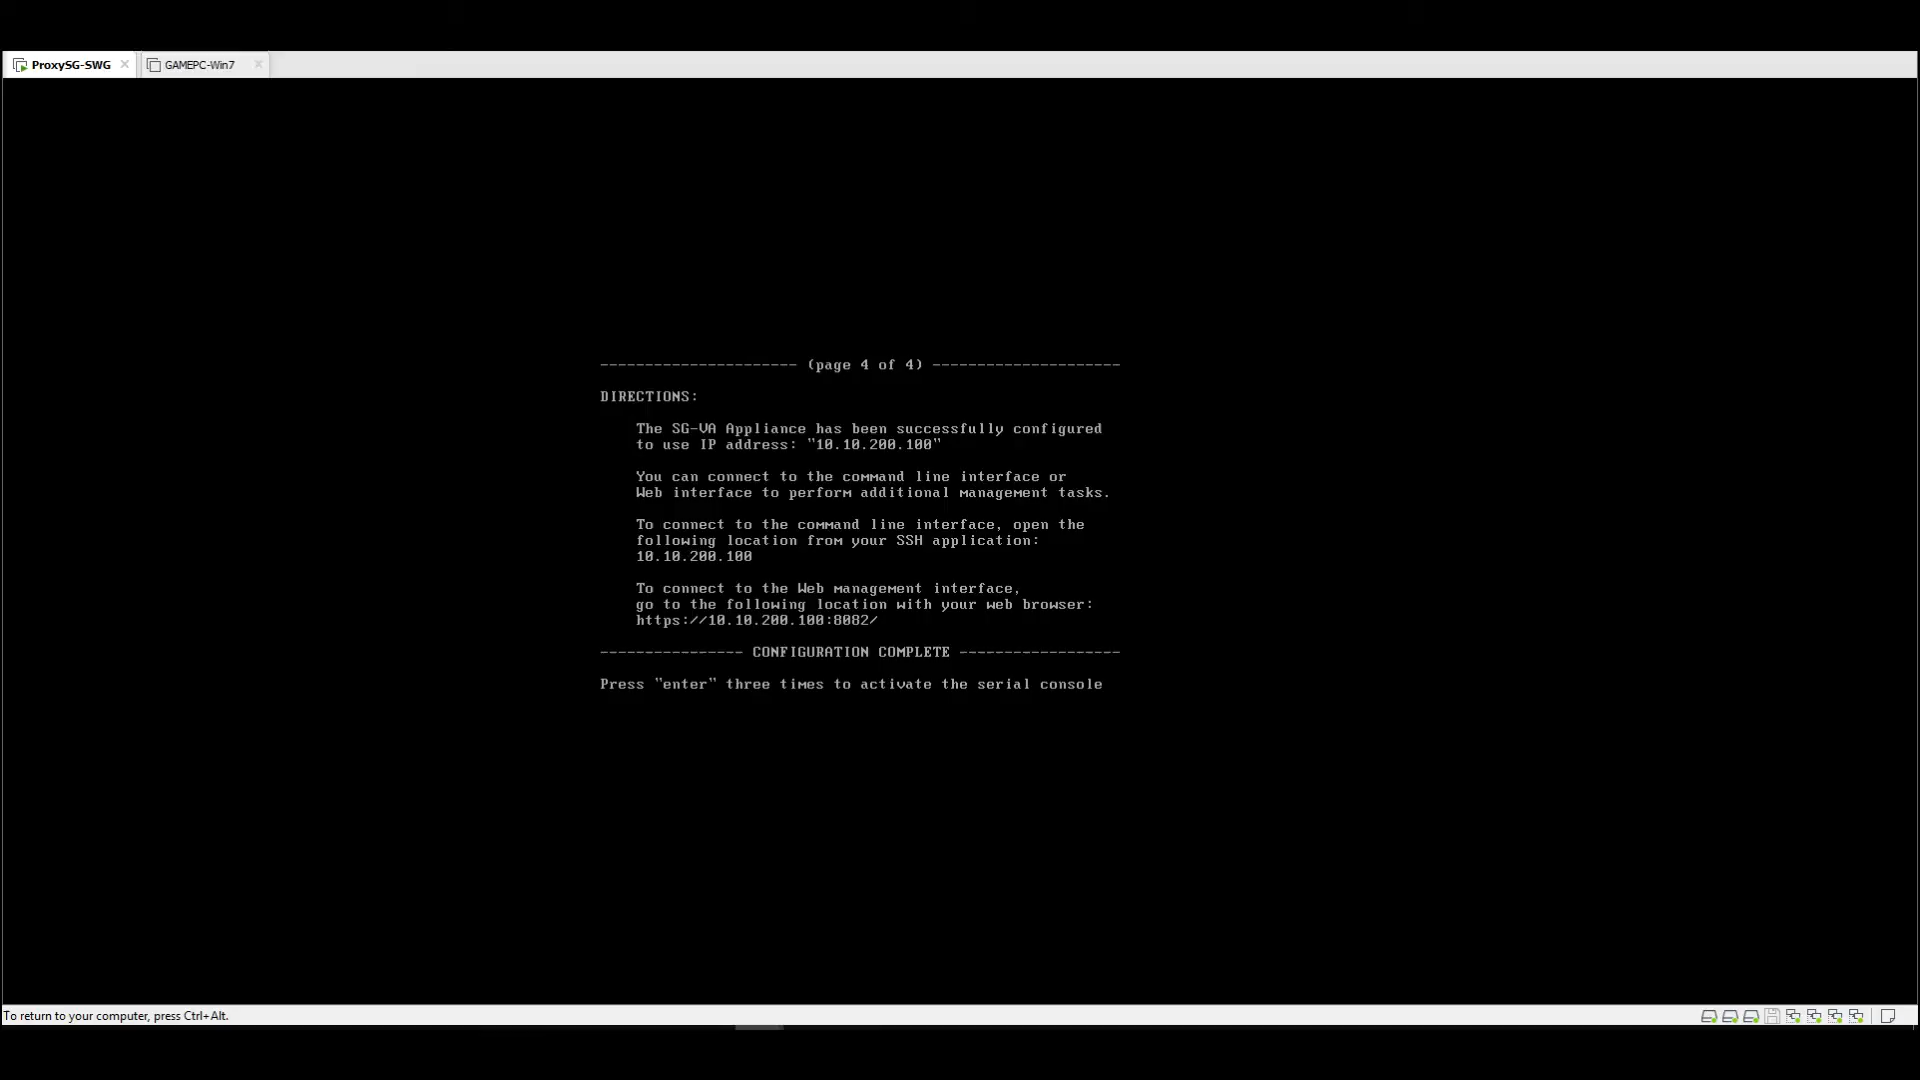 ProxySG-SWG
GAMEPC-Win7
---------------------- (page 4 of 4) ---------------------
DIRECTIONS:
The SG-VA Appliance has been successfully configured
to use IP address: "10.10.200.100"
You can connect to the command line interface or
Web interface to perform additional management tasks.
To connect to the command line interface, open the
following location from your SSH application:
10.10.200.100
To connect to the Web management interface,
go to the following location with your web browser:
https://10.10.200.100:8082/
---------------- CONFIGURATION COMPLETE ------------------
Press "enter" three times to activate the serial console
To return to your computer, press Ctrl+Alt.